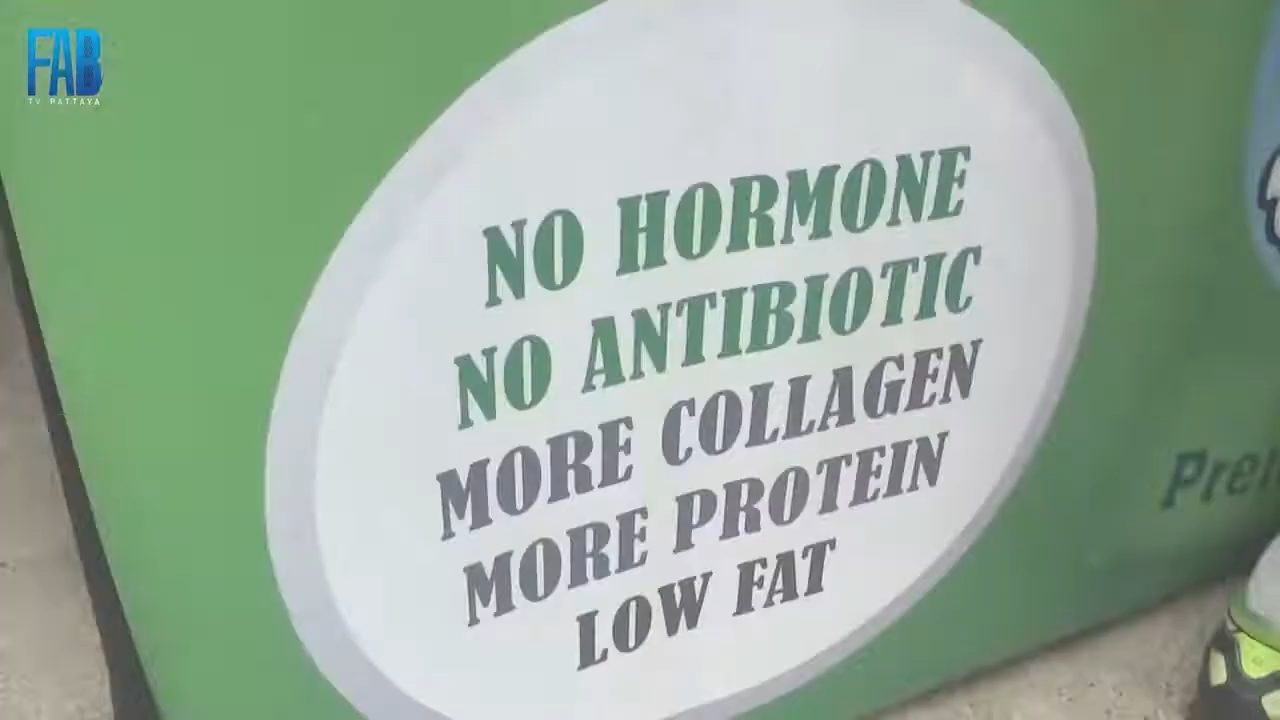 FAB
TV PATTAYA
NO HORMONE
NO ANTIBIOTIC
MORE COLLAGEN
MORE PROTEIN
LOW FAT